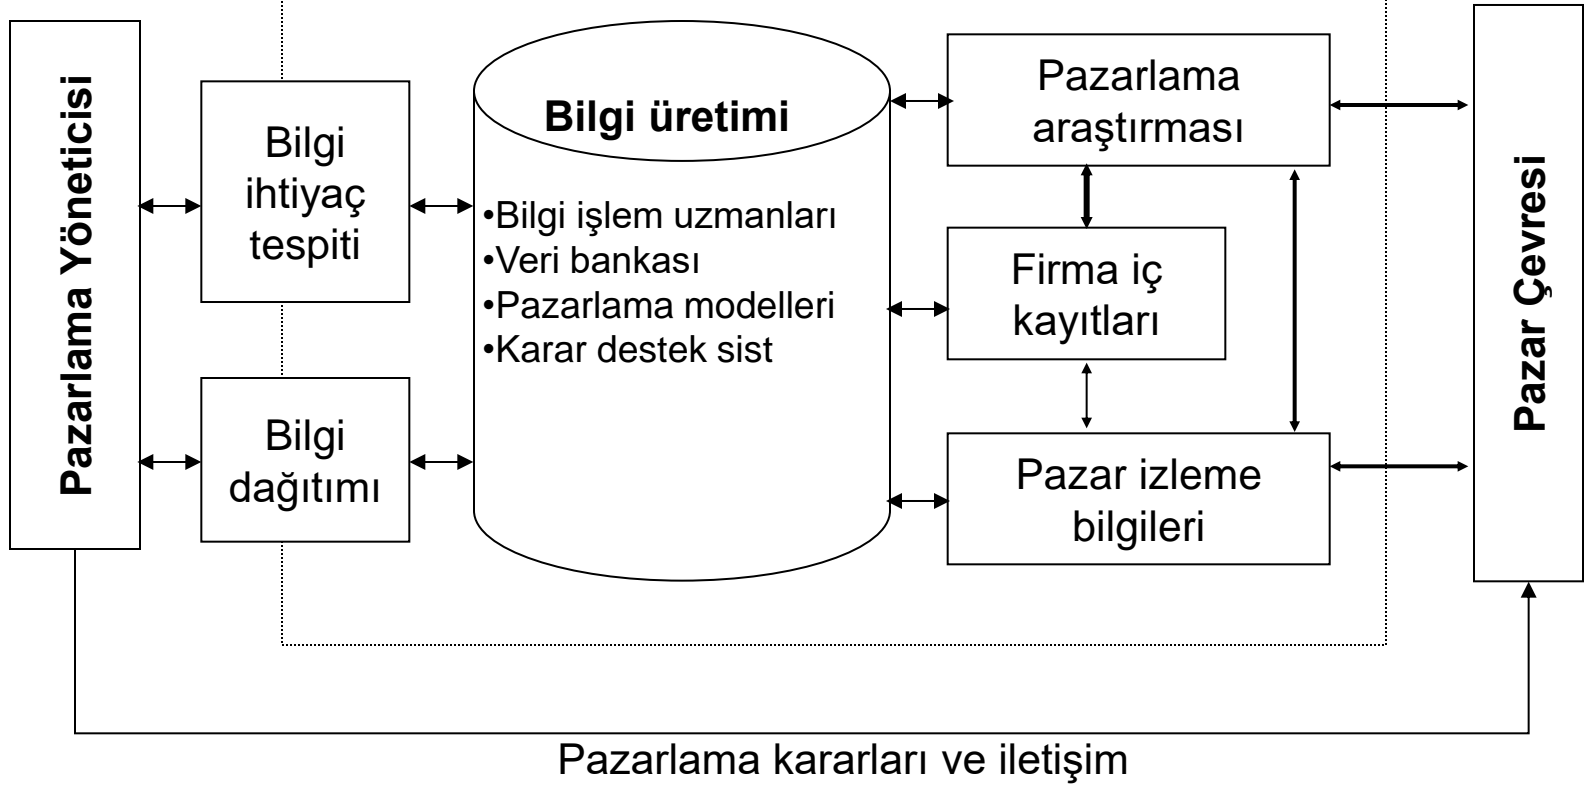 Pazarlama Yöneticisi
Bilgi
ihtiyaç
tespiti
Bilgi
dağıtımı
Bilgi üretimi
•Bilgi işlem uzmanları
•Veri bankası
•Pazarlama modelleri
•Karar destek sist
Pazarlama
araştırması
Firma iç
kayıtları
Pazar izleme
bilgileri
Pazar Çevresi
Pazarlama kararları ve iletişim